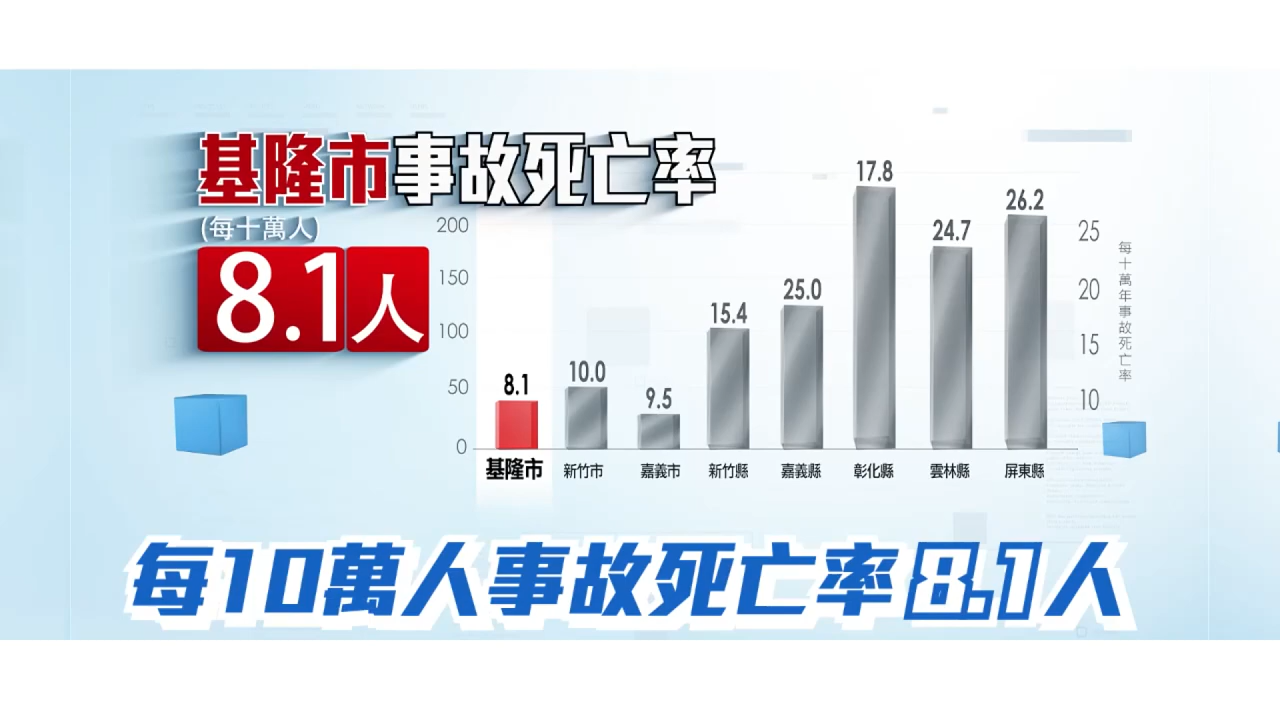 基隆市事故死亡率
(每十萬人)
8.1人
200
150
100
50
0
8.1
10.0
9.5
15.4
25.0
17.8
24.7
26.2
基隆市
新竹市
嘉義市
新竹縣
嘉義縣
彰化縣
雲林縣
屏東縣
25
20
15
10
每十萬年事故死亡率
每10萬人事故死亡率8.1人